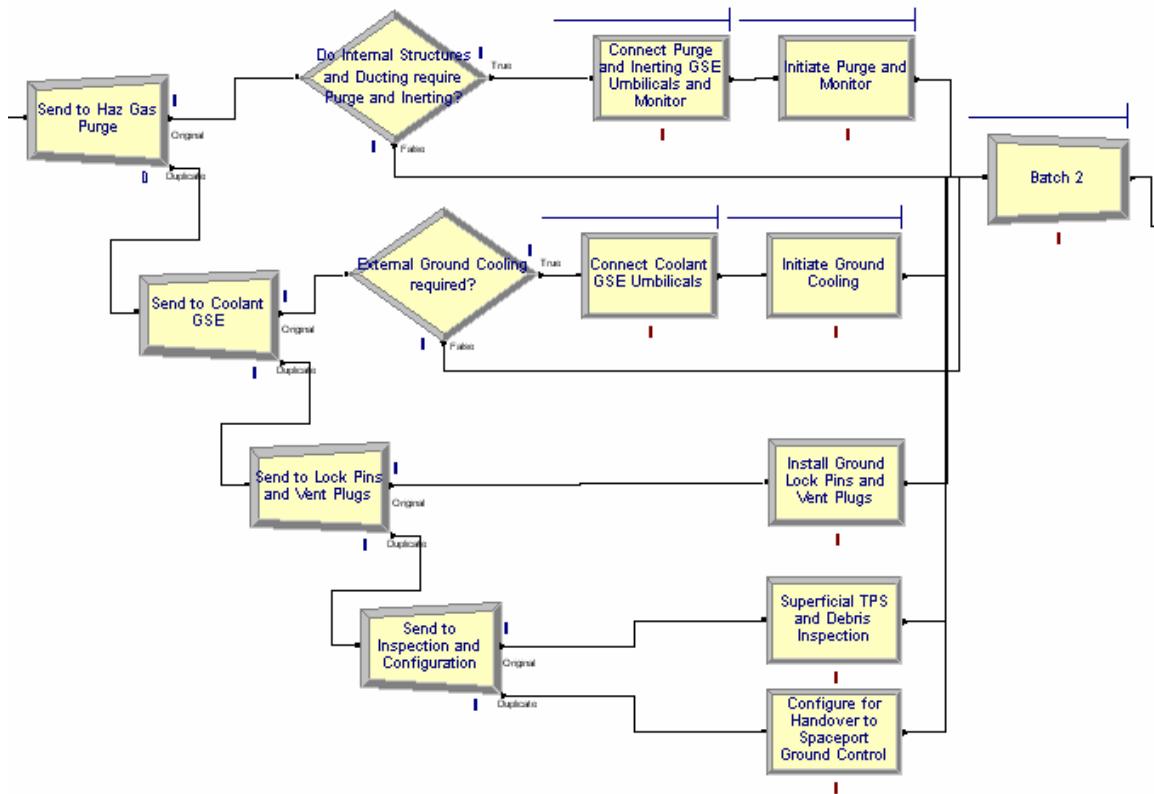 Do Internal Structures
and Ducting require
Purge and Inerting?
True
False
Connect Purge
and Inerting GSE
Umbilicals and
Monitor
Initiate Purge and
Monitor
Send to Haz Gas
Purge
Original
Duplicate
0
Batch 2
External Ground Cooling
required?
True
False
Connect Coolant
GSE Umbilicals
Initiate Ground
Cooling
Send to Coolant
GSE
Original
Duplicate
Send to Lock Pins
and Vent Plugs
Original
Duplicate
Install Ground
Lock Pins and
Vent Plugs
Send to
Inspection and
Configuration
Original
Duplicate
Superficial TPS
and Debris
Inspection
Configure for
Handover to
Spaceport
Ground Control